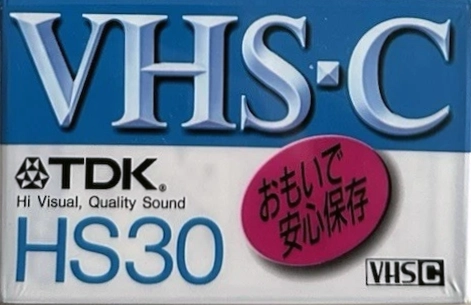 VHS-C
TDK®
Hi Visual, Quality Sound
HS30
おもいで
安心保存
VHS C